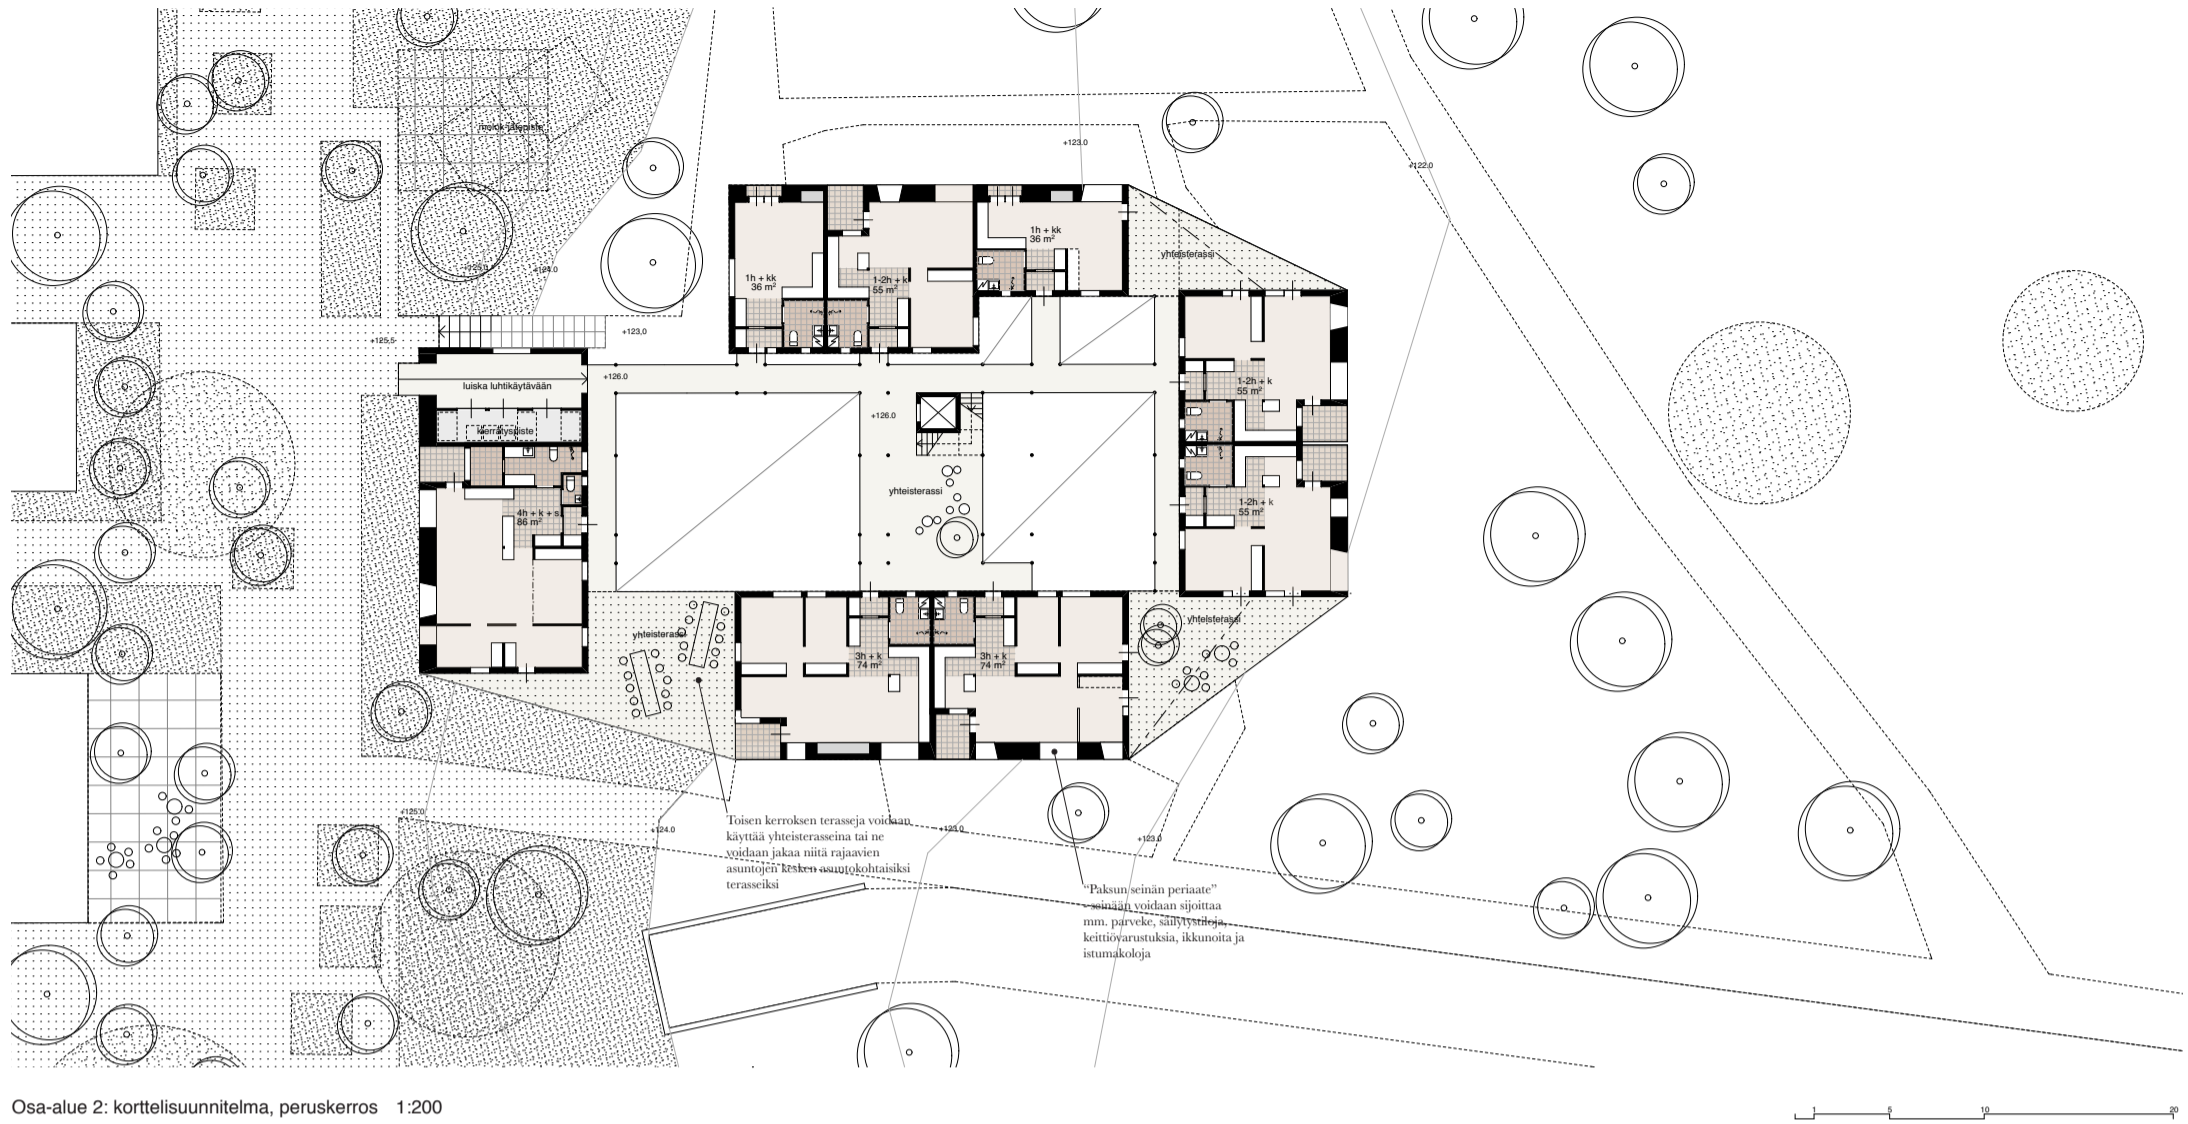 molok-jätepiste
+123.0
+122.0
+124.0
1h + kk
36 m²
yhteisterassi
1h + kk
36 m²
1-2h + k
55 m²
+123,0
+125,5
luiska luhtikäytävään
+126.0
1-2h + k
55 m²
+126.0
kierrätyspiste
yhteisterassi
4h + k + s
86 m²
1-2h + k
55 m²
yhteisterassi
yhteisterassi
3h + k
74 m²
3h + k
74 m²
+125.0
+124.0
+123.0
+123.0
Toisen kerroksen terasseja voidaan
käyttää yhteisterasseina tai ne
voidaan jakaa niitä rajaavien
asuntojen kesken asuntokohtaisiksi
terasseiksi
“Paksun seinän periaate”
- seinään voidaan sijoittaa
mm. parveke, säilytystiloja,
keittiövarustuksia, ikkunoita ja
istumakoloja
Osa-alue 2: korttelisuunnitelma, peruskerros 1:200
1 5 10 20